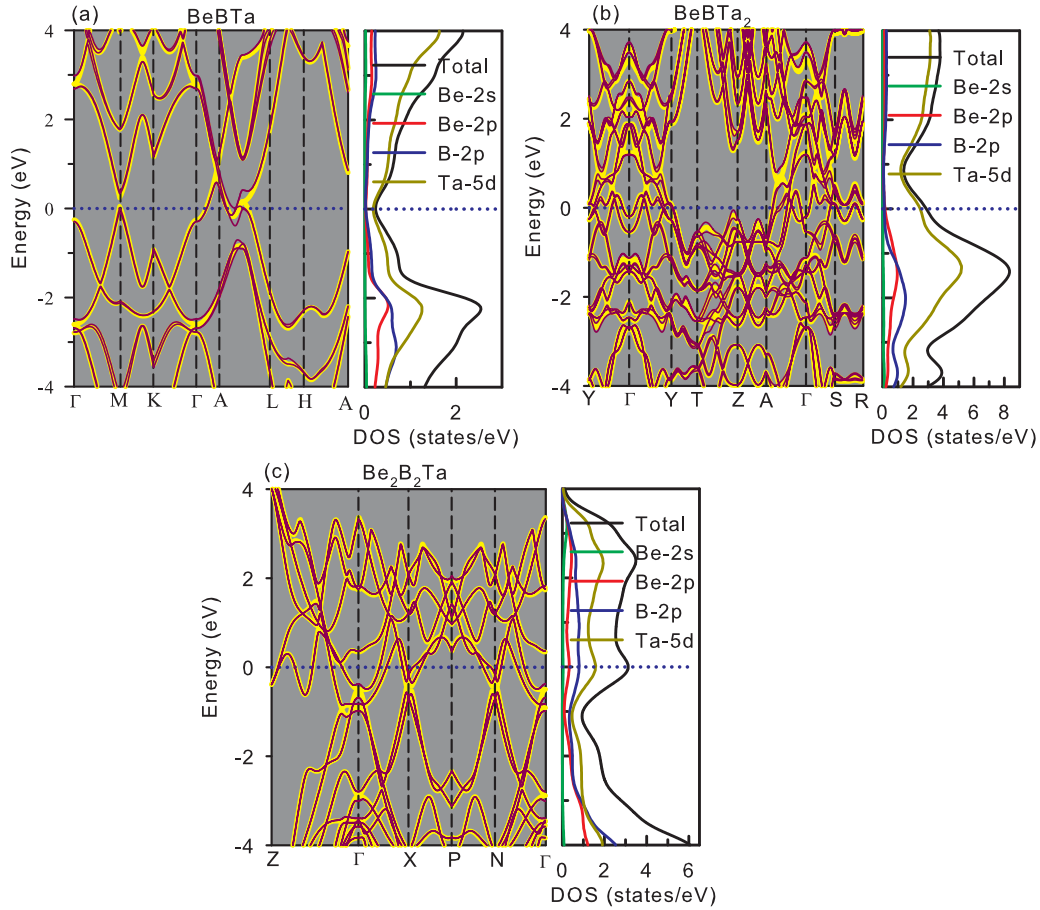 (a)
BeBTa
Energy (eV)
4
2
0
-2
-4
Γ M K Γ A L H A
Total
Be-2s
Be-2p
B-2p
Ta-5d
0 2
DOS (states/eV)
(b)
BeBTa₂
Energy (eV)
4
2
0
-2
-4
Y Γ Y T Z A Γ S R
Total
Be-2s
Be-2p
B-2p
Ta-5d
0 2 4 6 8
DOS (states/eV)
(c)
Be₂B₂Ta
Energy (eV)
4
2
0
-2
-4
Z Γ X P N Γ
Total
Be-2s
Be-2p
B-2p
Ta-5d
0 2 4 6
DOS (states/eV)